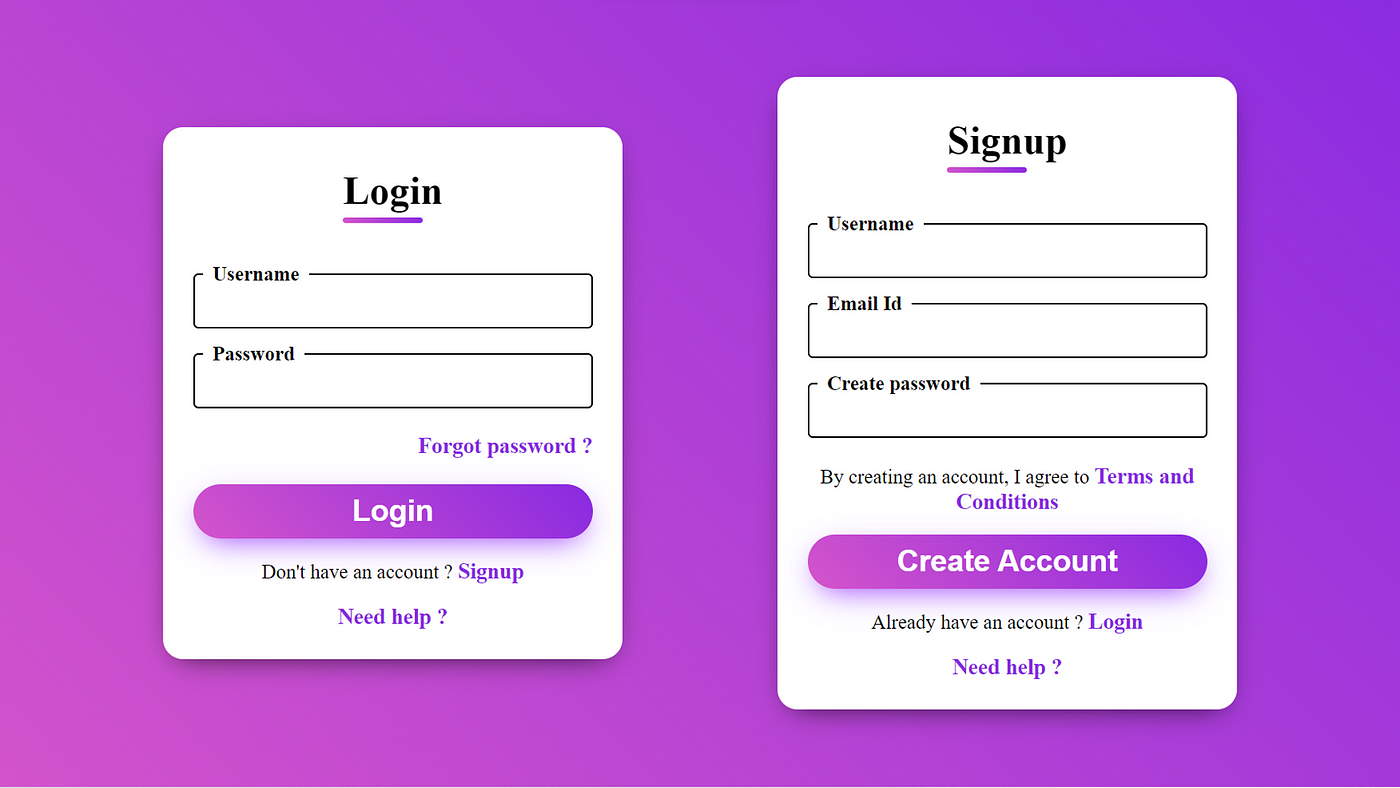 Login
Username
Password
Forgot password ?
Login
Don't have an account ? Signup
Need help ?
Signup
Username
Email Id
Create password
By creating an account, I agree to Terms and
Conditions
Create Account
Already have an account ? Login
Need help ?